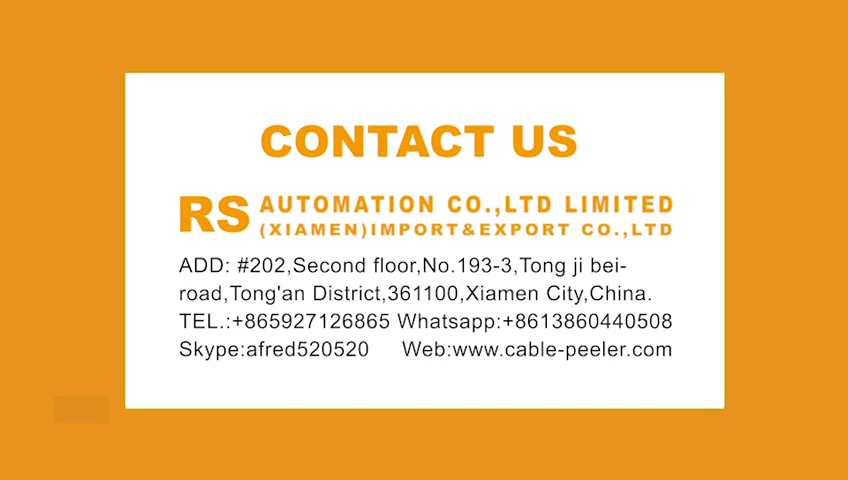 CONTACT US
RS AUTOMATION CO.,LTD LIMITED
(XIAMEN)IMPORT&EXPORT CO.,LTD
ADD: #202,Second floor,No.193-3,Tong ji bei-
road,Tong'an District,361100,Xiamen City,China.
TEL.:+865927126865 Whatsapp:+8613860440508
Skype:afred520520 Web:www.cable-peeler.com